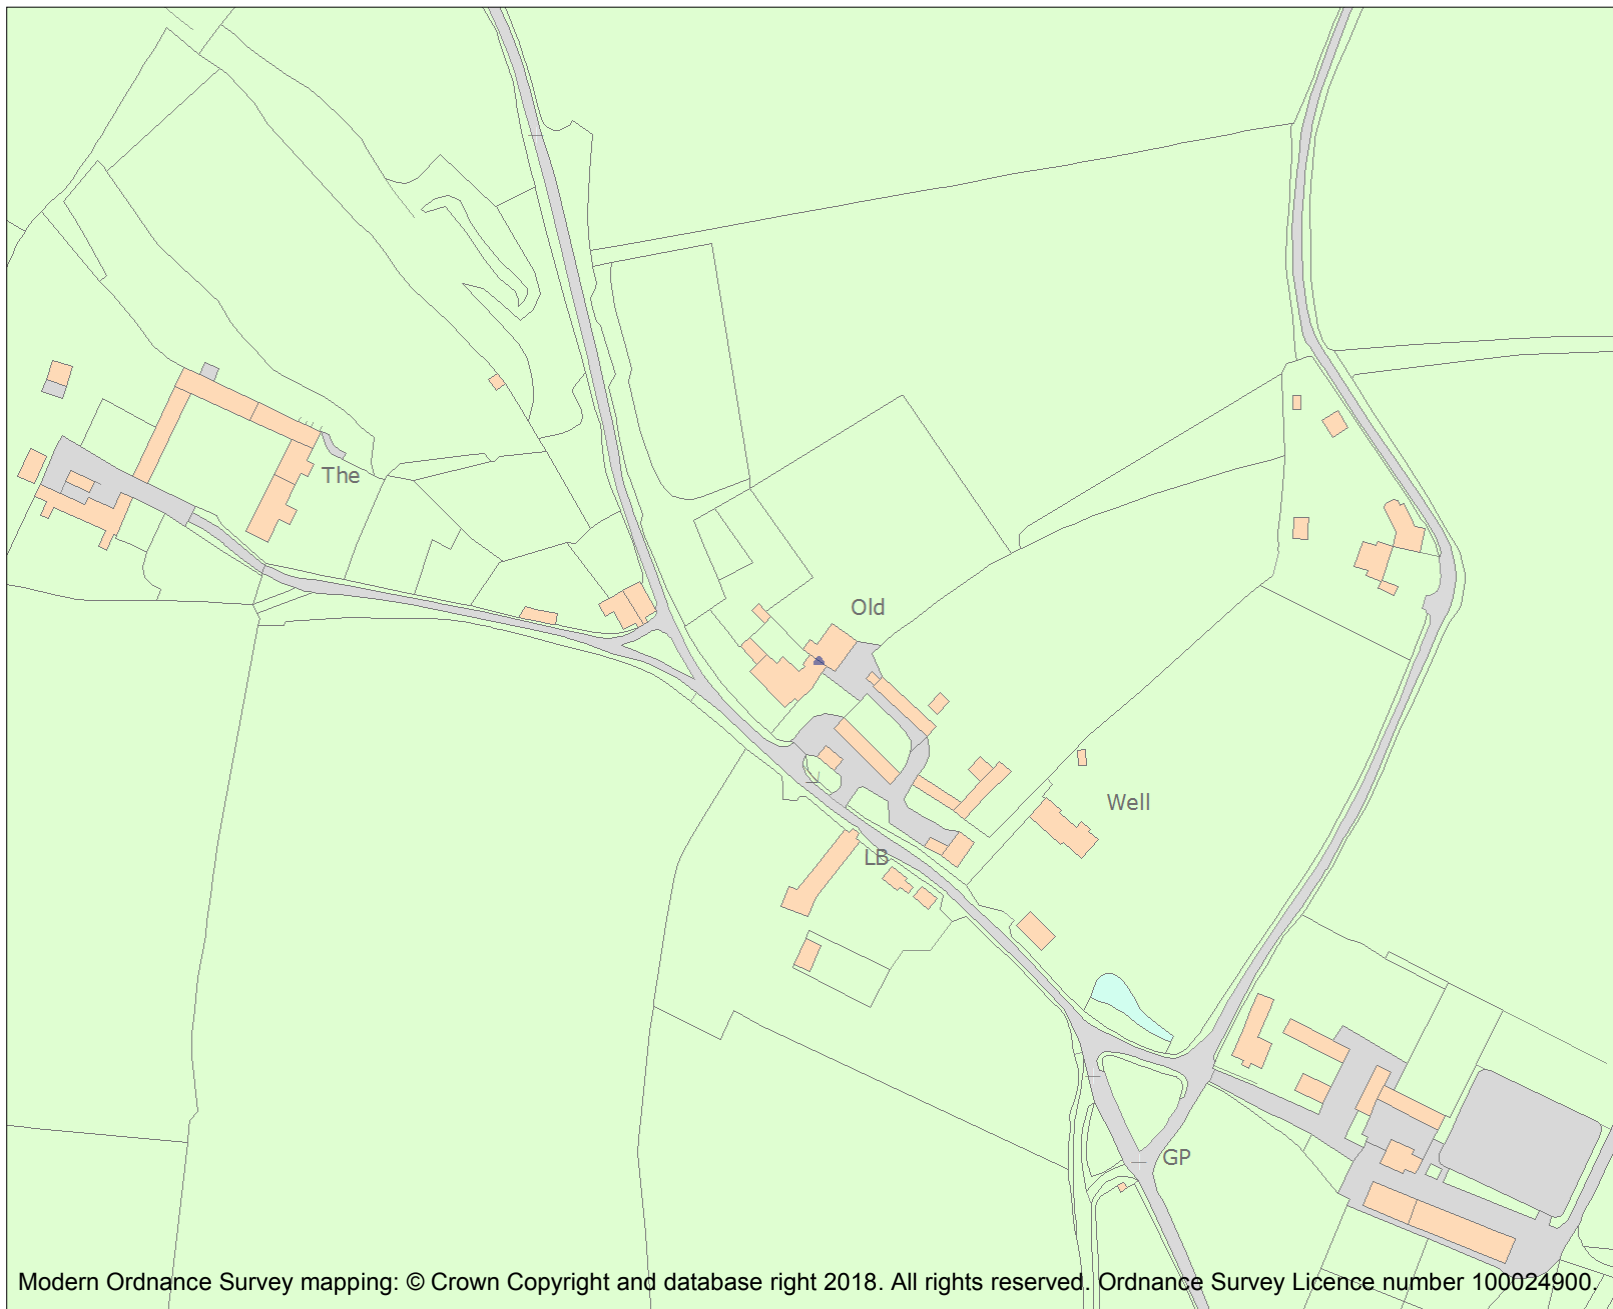 The
Old
Well
LB
GP
Modern Ordnance Survey mapping: © Crown Copyright and database right 2018. All rights reserved. Ordnance Survey Licence number 100024900.